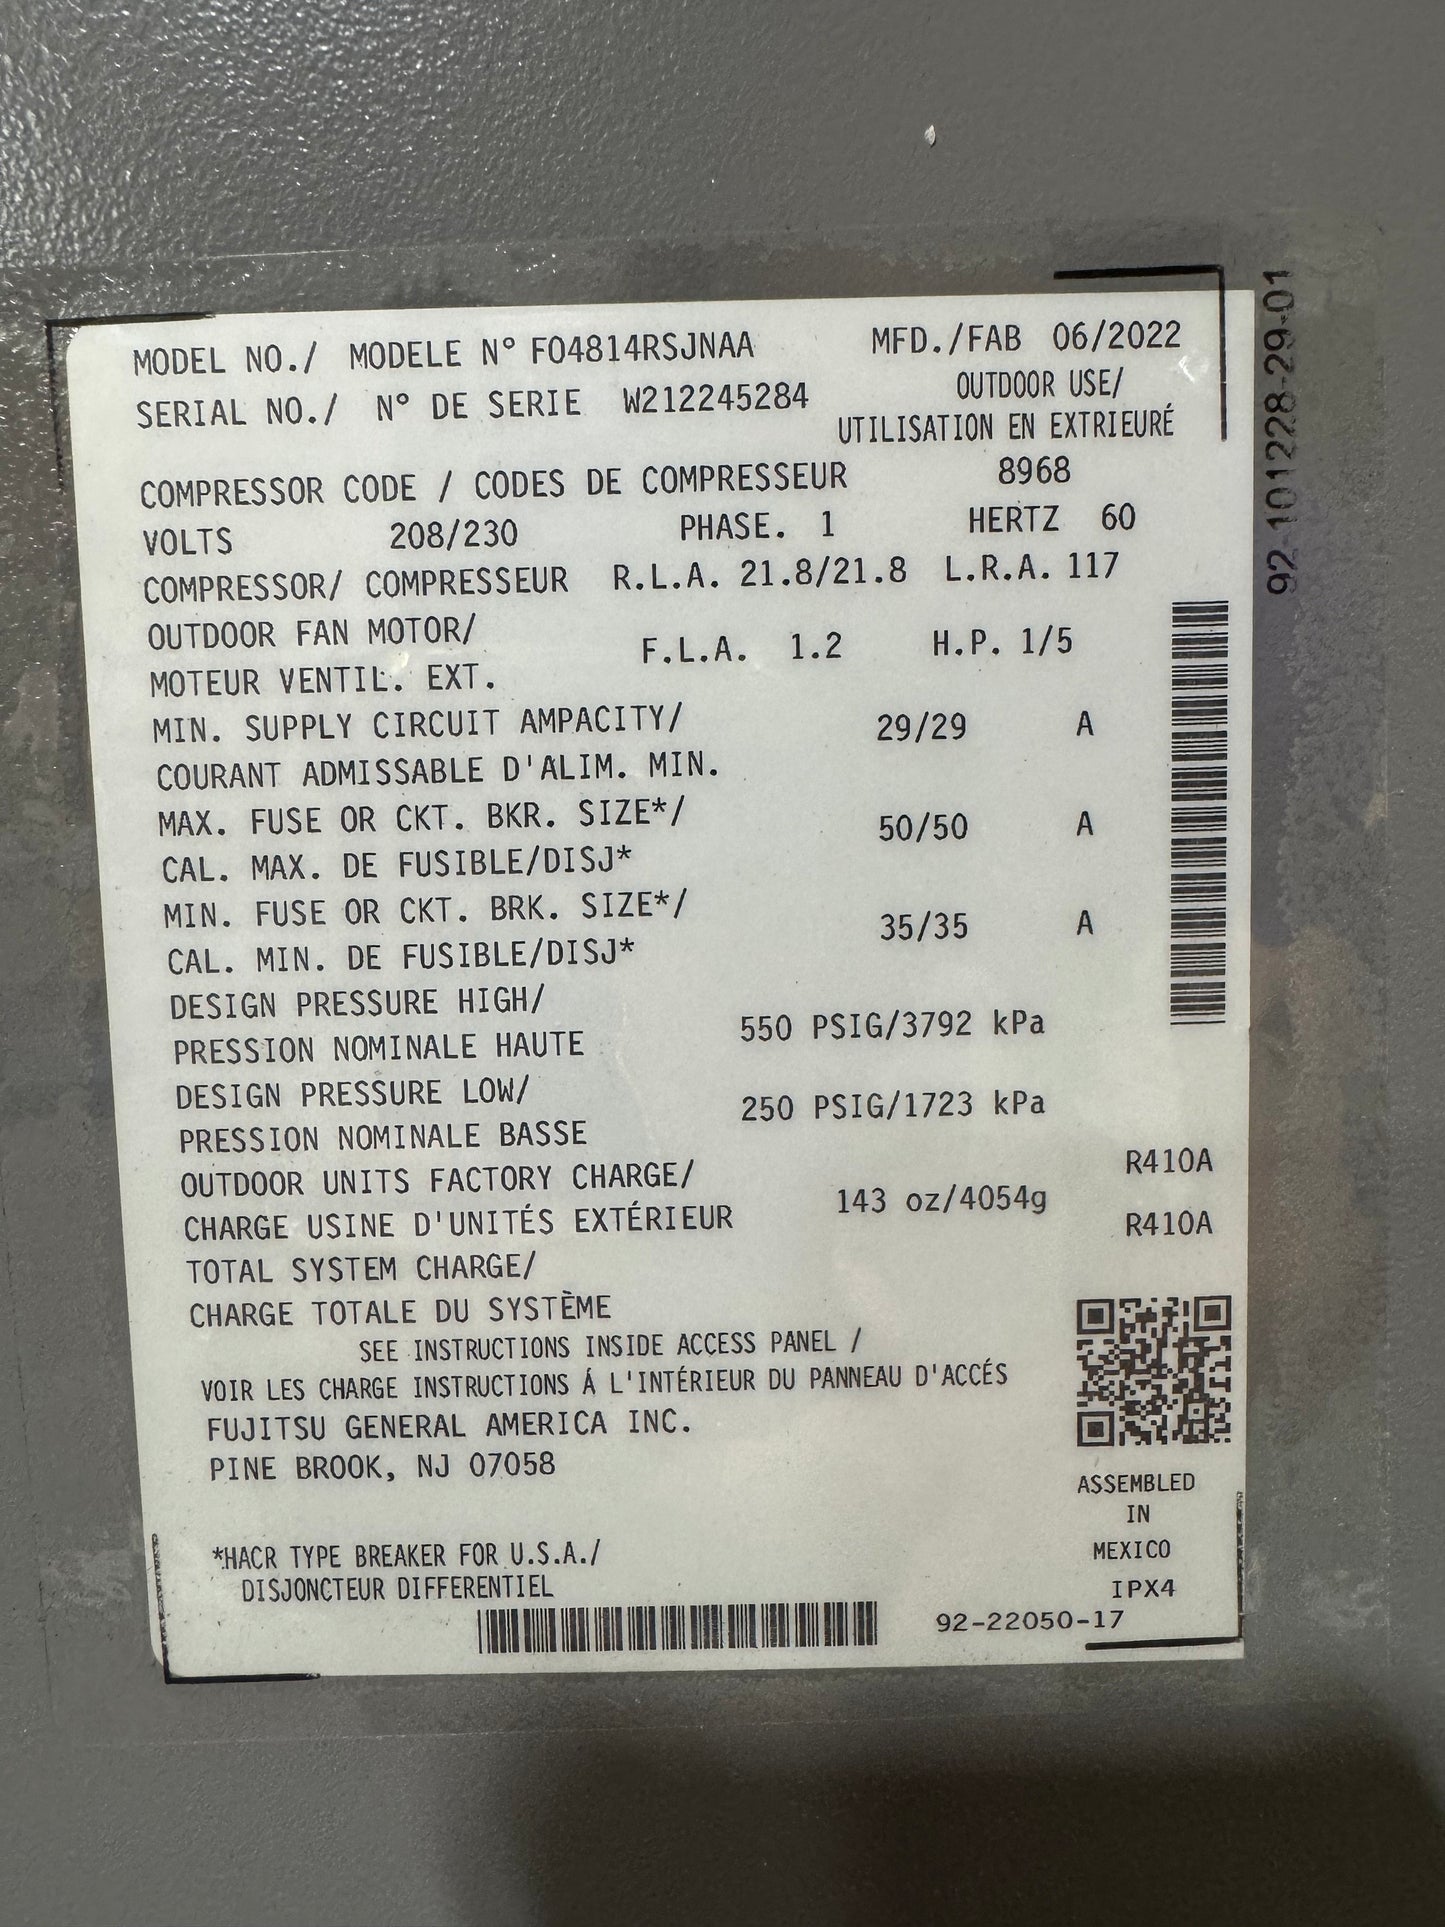 MODEL NO./ MODELE N° FO4814RSJNAA MFD./FAB 06/2022
SERIAL NO./ N° DE SERIE W212245284 OUTDOOR USE/
UTILISATION EN EXTRIEURÉ
COMPRESSOR CODE / CODES DE COMPRESSEUR 8968
VOLTS 208/230 PHASE. 1 HERTZ 60
COMPRESSOR/ COMPRESSEUR R.L.A. 21.8/21.8 L.R.A. 117
OUTDOOR FAN MOTOR/
MOTEUR VENTIL. EXT. F.L.A. 1.2 H.P. 1/5
MIN. SUPPLY CIRCUIT AMPACITY/ 29/29 A
COURANT ADMISSABLE D'ALIM. MIN.
MAX. FUSE OR CKT. BKR. SIZE*/ 50/50 A
CAL. MAX. DE FUSIBLE/DISJ*
MIN. FUSE OR CKT. BRK. SIZE*/ 35/35 A
CAL. MIN. DE FUSIBLE/DISJ*
DESIGN PRESSURE HIGH/
PRESSION NOMINALE HAUTE 550 PSIG/3792 kPa
DESIGN PRESSURE LOW/
PRESSION NOMINALE BASSE 250 PSIG/1723 kPa
OUTDOOR UNITS FACTORY CHARGE/ R410A
CHARGE USINE D'UNITÉS EXTÉRIEUR 143 oz/4054g R410A
TOTAL SYSTEM CHARGE/
CHARGE TOTALE DU SYSTÈME
SEE INSTRUCTIONS INSIDE ACCESS PANEL /
VOIR LES CHARGE INSTRUCTIONS Á L'INTÉRIEUR DU PANNEAU D'ACCÉS
FUJITSU GENERAL AMERICA INC.
PINE BROOK, NJ 07058
ASSEMBLED
IN
MEXICO
IPX4
*HACR TYPE BREAKER FOR U.S.A./
DISJONCTEUR DIFFERENTIEL
92-22050-17
92-101228-29-01